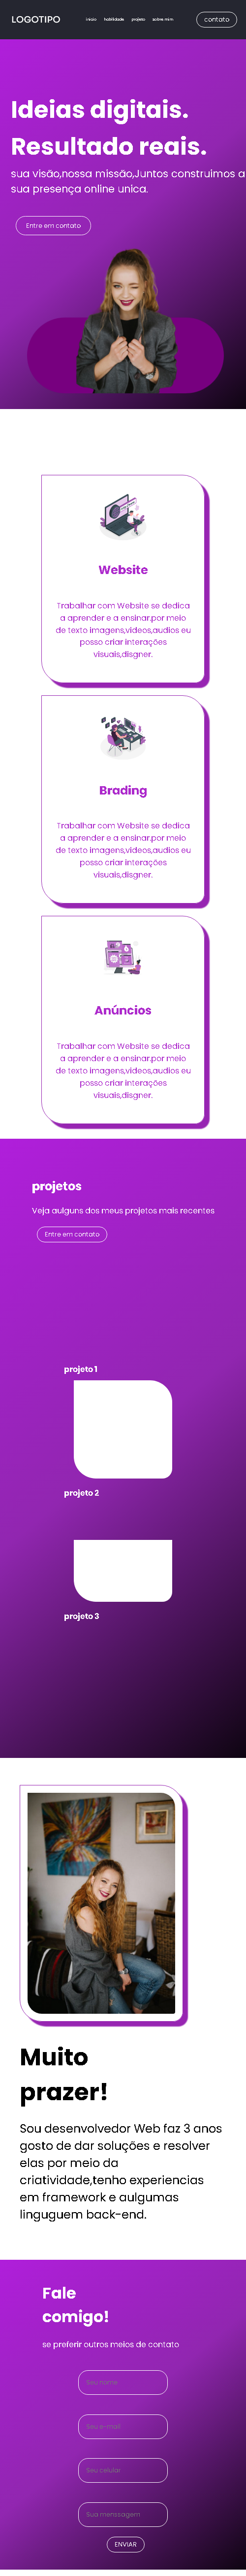 LOGOTIPO
inicio habilidade projeto sobre mim
contato
Ideias digitais.
Resultado reais.
sua visão,nossa missão,Juntos construimos a
sua presença online unica.
Entre em contato
Website
Trabalhar com Website se dedica
a aprender e a ensinar.por meio
de texto imagens,videos,audios eu
posso criar interações
visuais,disgner.
Brading
Trabalhar com Website se dedica
a aprender e a ensinar.por meio
de texto imagens,videos,audios eu
posso criar interações
visuais,disgner.
Anúncios
Trabalhar com Website se dedica
a aprender e a ensinar.por meio
de texto imagens,videos,audios eu
posso criar interações
visuais,disgner.
projetos
Veja aulguns dos meus projetos mais recentes
Entre em contato
projeto 1
projeto 2
projeto 3
Muito
prazer!
Sou desenvolvedor Web faz 3 anos
gosto de dar soluções e resolver
elas por meio da
criatividade,tenho experiencias
em framework e aulgumas
linguguem back-end.
Fale
comigo!
se preferir outros meios de contato
Seu nome
Seu e-mail
Seu celular
Sua menssagem
ENVIAR